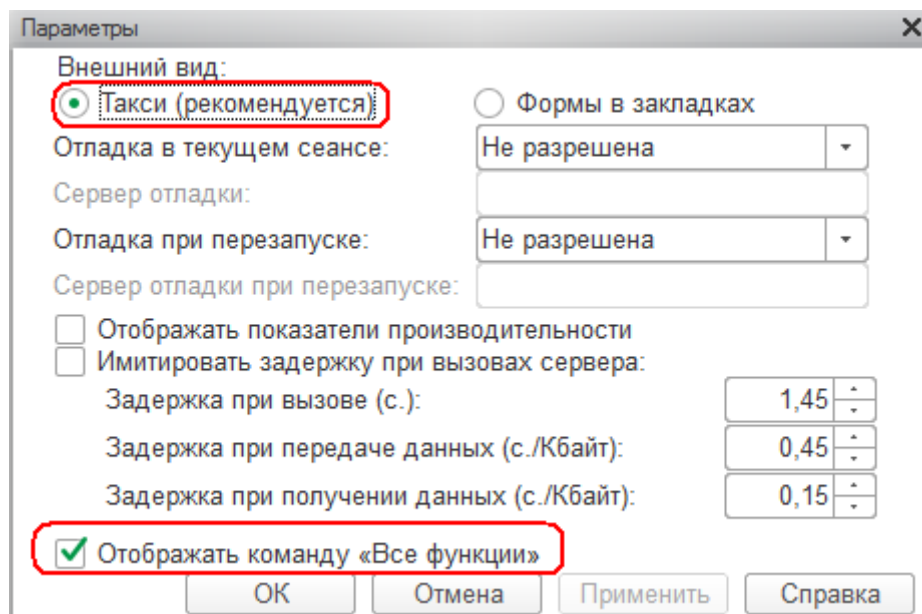 Параметры
Внешний вид:
Такси (рекомендуется) Формы в закладках
Отладка в текущем сеансе: Не разрешена
Сервер отладки:
Отладка при перезапуске: Не разрешена
Сервер отладки при перезапуске:
Отображать показатели производительности
Имитировать задержку при вызовах сервера:
Задержка при вызове (с.): 1,45
Задержка при передаче данных (с./Кбайт): 0,45
Задержка при получении данных (с./Кбайт): 0,15
Отображать команду «Все функции»
ОК Отмена Применить Справка